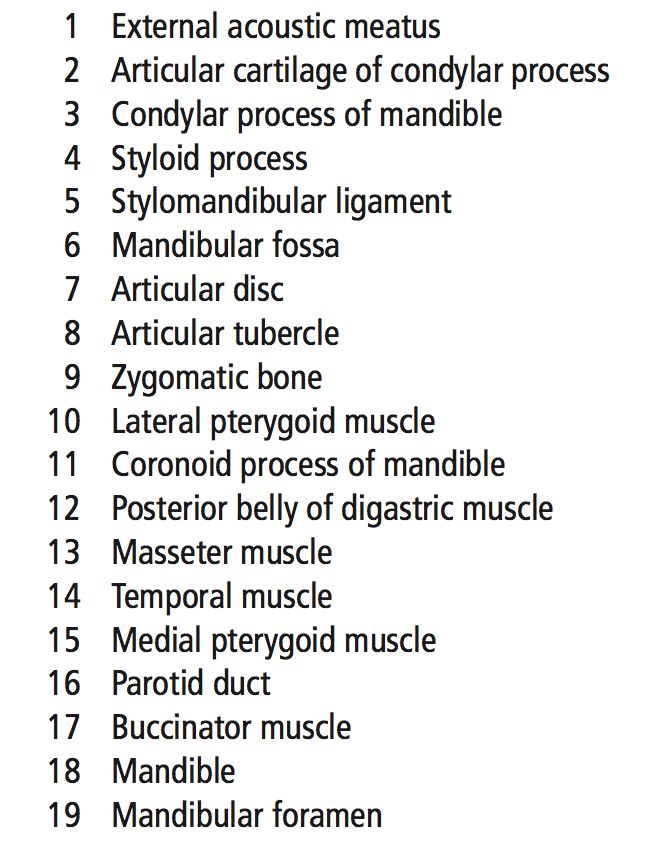 1 External acoustic meatus
2 Articular cartilage of condylar process
3 Condylar process of mandible
4 Styloid process
5 Stylomandibular ligament
6 Mandibular fossa
7 Articular disc
8 Articular tubercle
9 Zygomatic bone
10 Lateral pterygoid muscle
11 Coronoid process of mandible
12 Posterior belly of digastric muscle
13 Masseter muscle
14 Temporal muscle
15 Medial pterygoid muscle
16 Parotid duct
17 Buccinator muscle
18 Mandible
19 Mandibular foramen